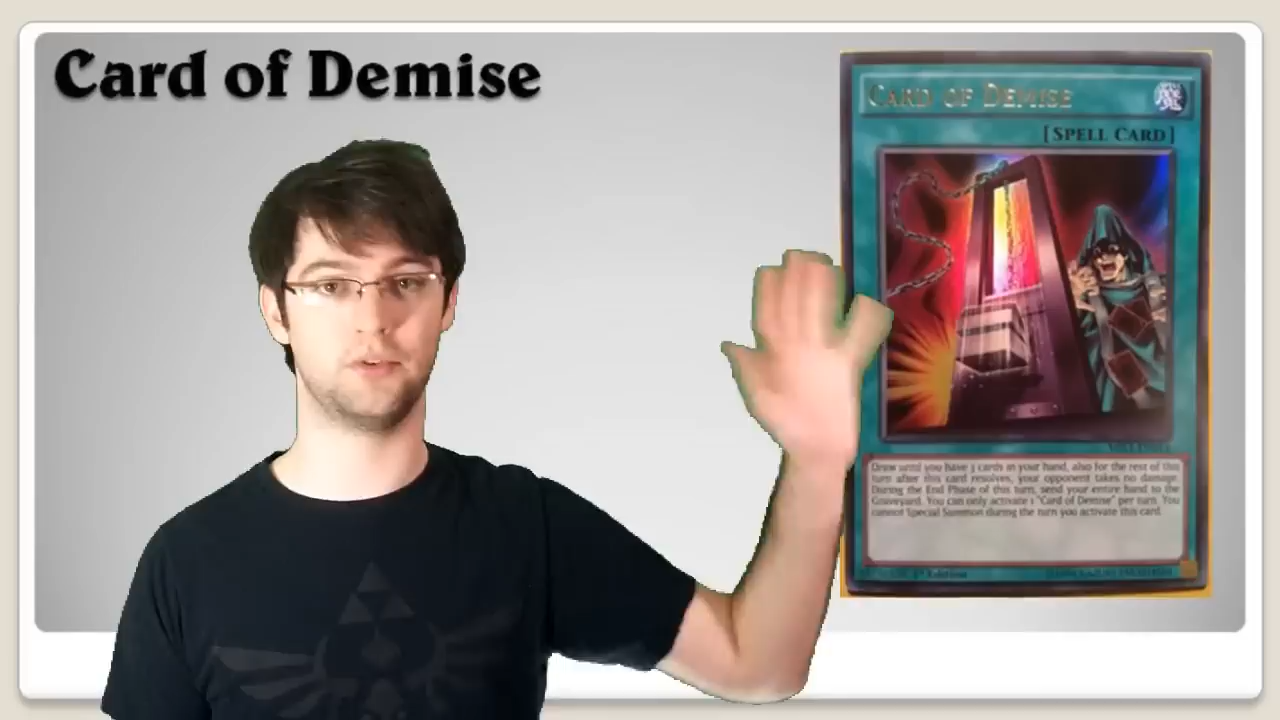 Card of Demise
CARD OF DEMISE
[SPELL CARD]
Draw until you have 3 cards in your hand, also for the rest of this
turn after this card resolves, your opponent takes no damage.
During the End Phase of this turn, send your entire hand to the
Graveyard. You can only activate 1 "Card of Demise" per turn. You
cannot Special Summon during the turn you activate this card.
1st Edition